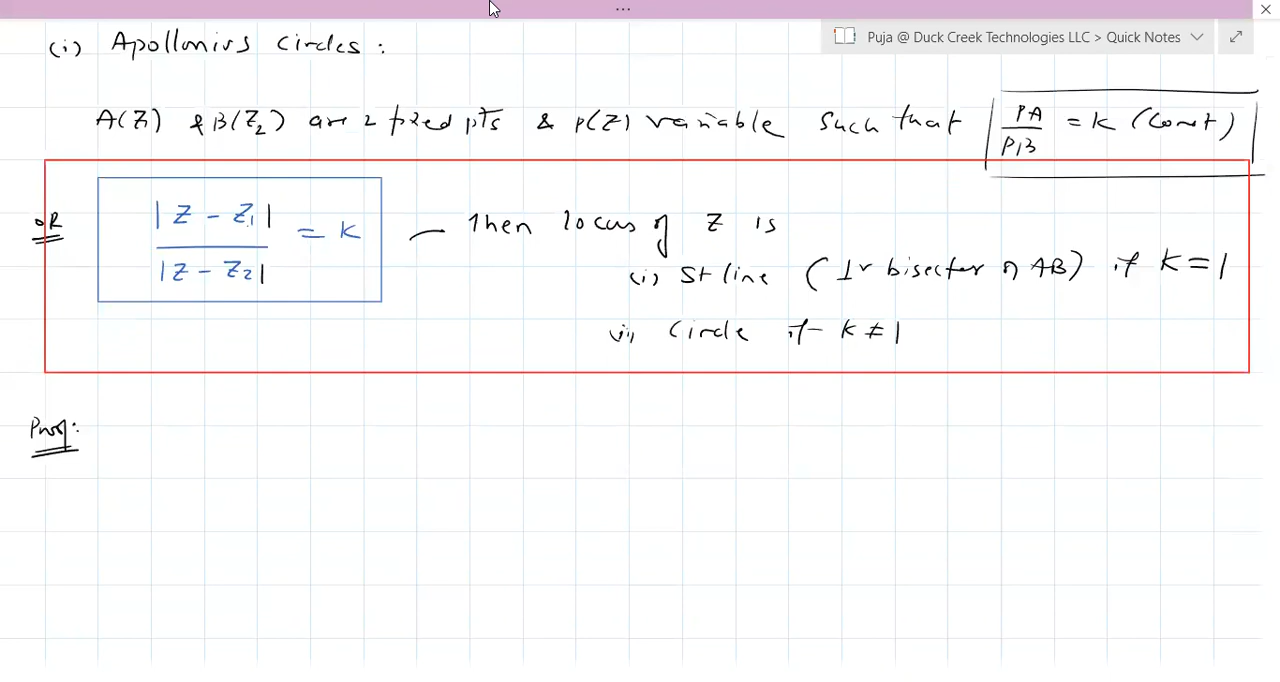 ...
Puja @ Duck Creek Technologies LLC > Quick Notes
(i) Apollonius circles :
A(Z₁) & B(Z₂) are 2 fixed pts & P(Z) variable such that PA/PB = K (const)
OR |Z - Z₁| / |Z - Z₂| = K — Then locus of Z is
(i) St line (⊥r bisector of AB) if K = 1
(ii) Circle if K ≠ 1
Proof: